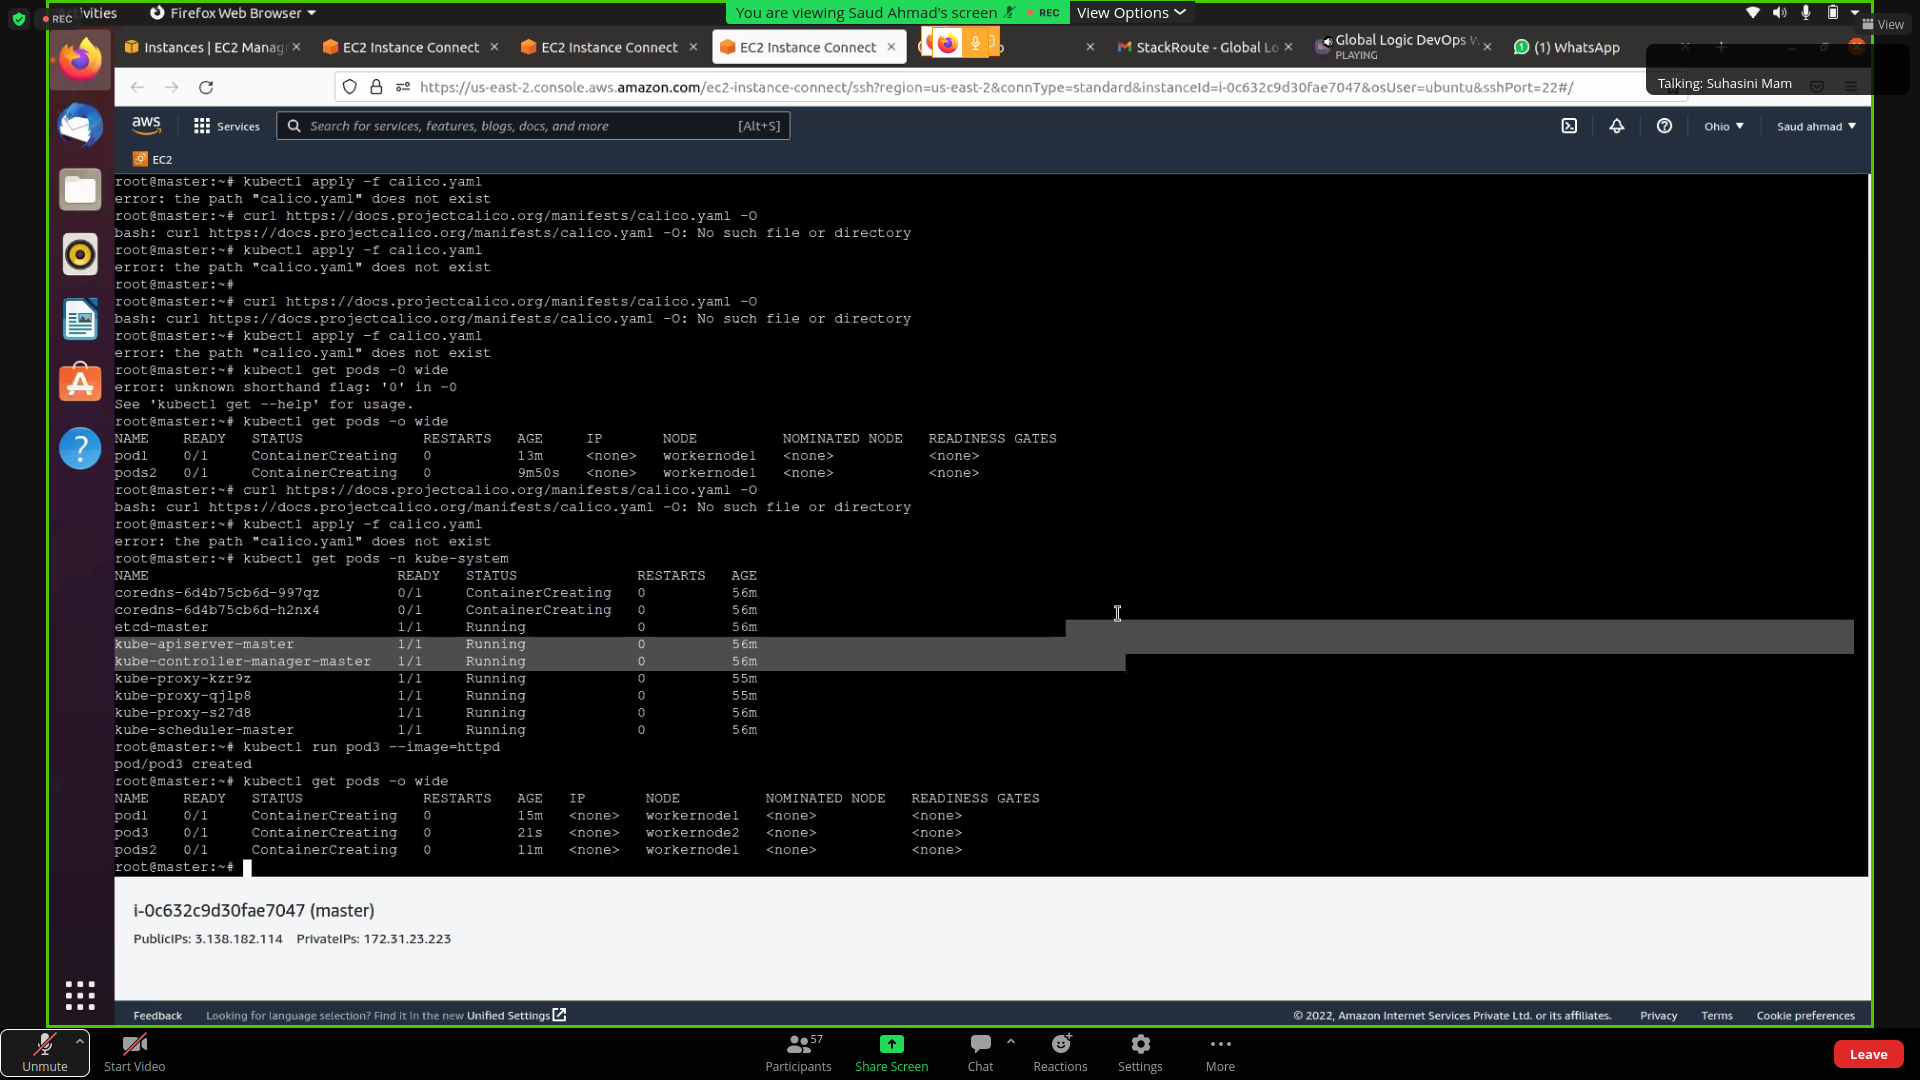 Activities
Firefox Web Browser
REC
You are viewing Saud Ahmad's screen
REC
View Options
View
Instances | EC2 Manag
EC2 Instance Connect
EC2 Instance Connect
EC2 Instance Connect
StackRoute - Global Lo
Global Logic DevOps
PLAYING
(1) WhatsApp
Talking: Suhasini Mam
https://us-east-2.console.aws.amazon.com/ec2-instance-connect/ssh?region=us-east-2&connType=standard&instanceId=i-0c632c9d30fae7047&osUser=ubuntu&sshPort=22#/
aws
Services
Search for services, features, blogs, docs, and more
[Alt+S]
Ohio
Saud ahmad
EC2
root@master:~# kubectl apply -f calico.yaml
error: the path "calico.yaml" does not exist
root@master:~# curl https://docs.projectcalico.org/manifests/calico.yaml -O
bash: curl https://docs.projectcalico.org/manifests/calico.yaml -O: No such file or directory
root@master:~# kubectl apply -f calico.yaml
error: the path "calico.yaml" does not exist
root@master:~#
root@master:~# curl https://docs.projectcalico.org/manifests/calico.yaml -O
bash: curl https://docs.projectcalico.org/manifests/calico.yaml -O: No such file or directory
root@master:~# kubectl apply -f calico.yaml
error: the path "calico.yaml" does not exist
root@master:~# kubectl get pods -0 wide
error: unknown shorthand flag: '0' in -0
See 'kubectl get --help' for usage.
root@master:~# kubectl get pods -o wide
NAME READY STATUS RESTARTS AGE IP NODE NOMINATED NODE READINESS GATES
pod1 0/1 ContainerCreating 0 13m <none> workernode1 <none> <none>
pods2 0/1 ContainerCreating 0 9m50s <none> workernode1 <none> <none>
root@master:~# curl https://docs.projectcalico.org/manifests/calico.yaml -O
bash: curl https://docs.projectcalico.org/manifests/calico.yaml -O: No such file or directory
root@master:~# kubectl apply -f calico.yaml
error: the path "calico.yaml" does not exist
root@master:~# kubectl get pods -n kube-system
NAME READY STATUS RESTARTS AGE
coredns-6d4b75cb6d-997qz 0/1 ContainerCreating 0 56m
coredns-6d4b75cb6d-h2nx4 0/1 ContainerCreating 0 56m
etcd-master 1/1 Running 0 56m
kube-apiserver-master 1/1 Running 0 56m
kube-controller-manager-master 1/1 Running 0 56m
kube-proxy-kzr9z 1/1 Running 0 55m
kube-proxy-qjlp8 1/1 Running 0 55m
kube-proxy-s27d8 1/1 Running 0 56m
kube-scheduler-master 1/1 Running 0 56m
root@master:~# kubectl run pod3 --image=httpd
pod/pod3 created
root@master:~# kubectl get pods -o wide
NAME READY STATUS RESTARTS AGE IP NODE NOMINATED NODE READINESS GATES
pod1 0/1 ContainerCreating 0 15m <none> workernode1 <none> <none>
pod3 0/1 ContainerCreating 0 21s <none> workernode2 <none> <none>
pods2 0/1 ContainerCreating 0 11m <none> workernode1 <none> <none>
root@master:~#
i-0c632c9d30fae7047 (master)
PublicIPs: 3.138.182.114 PrivateIPs: 172.31.23.223
Feedback
Looking for language selection? Find it in the new Unified Settings
© 2022, Amazon Internet Services Private Ltd. or its affiliates.
Privacy
Terms
Cookie preferences
Unmute
Start Video
57
Participants
Share Screen
Chat
Reactions
Settings
More
Leave